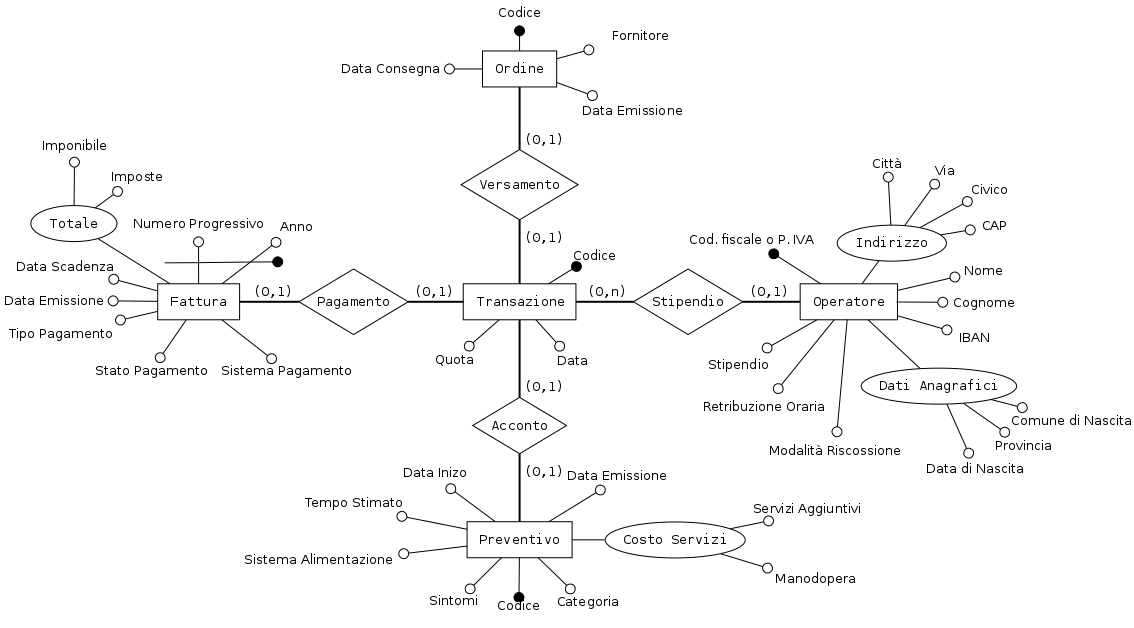 Codice
Fornitore
Ordine
Data Consegna
Data Emissione
(0,1)
Versamento
(0,1)
Imponibile
Imposte
Totale
Numero Progressivo
Anno
Data Scadenza
Data Emissione
Tipo Pagamento
Fattura
Stato Pagamento
Sistema Pagamento
(0,1)
Pagamento
(0,1)
Codice
Transazione
Quota
Data
(0,n)
Stipendio
(0,1)
Città
Via
Civico
CAP
Indirizzo
Cod. fiscale o P. IVA
Nome
Operatore
Cognome
IBAN
Stipendio
Retribuzione Oraria
Modalità Riscossione
Dati Anagrafici
Comune di Nascita
Provincia
Data di Nascita
(0,1)
Acconto
(0,1)
Data Inizo
Data Emissione
Tempo Stimato
Sistema Alimentazione
Preventivo
Costo Servizi
Servizi Aggiuntivi
Manodopera
Sintomi
Codice
Categoria